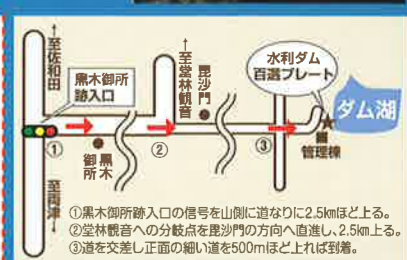 ←至佐和田
黒木御所
跡入口
←至堂林観音
毘沙門
水利ダム
百選プレート
ダム湖
管理棟
①
黒木
御所
②
③
至両津→
①黒木御所跡入口の信号を山側に道なりに2.5kmほど上る。
②堂林観音への分岐点を毘沙門の方向へ直進し、2.5km上る。
③道を交差し正面の細い道を500mほど上れば到着。